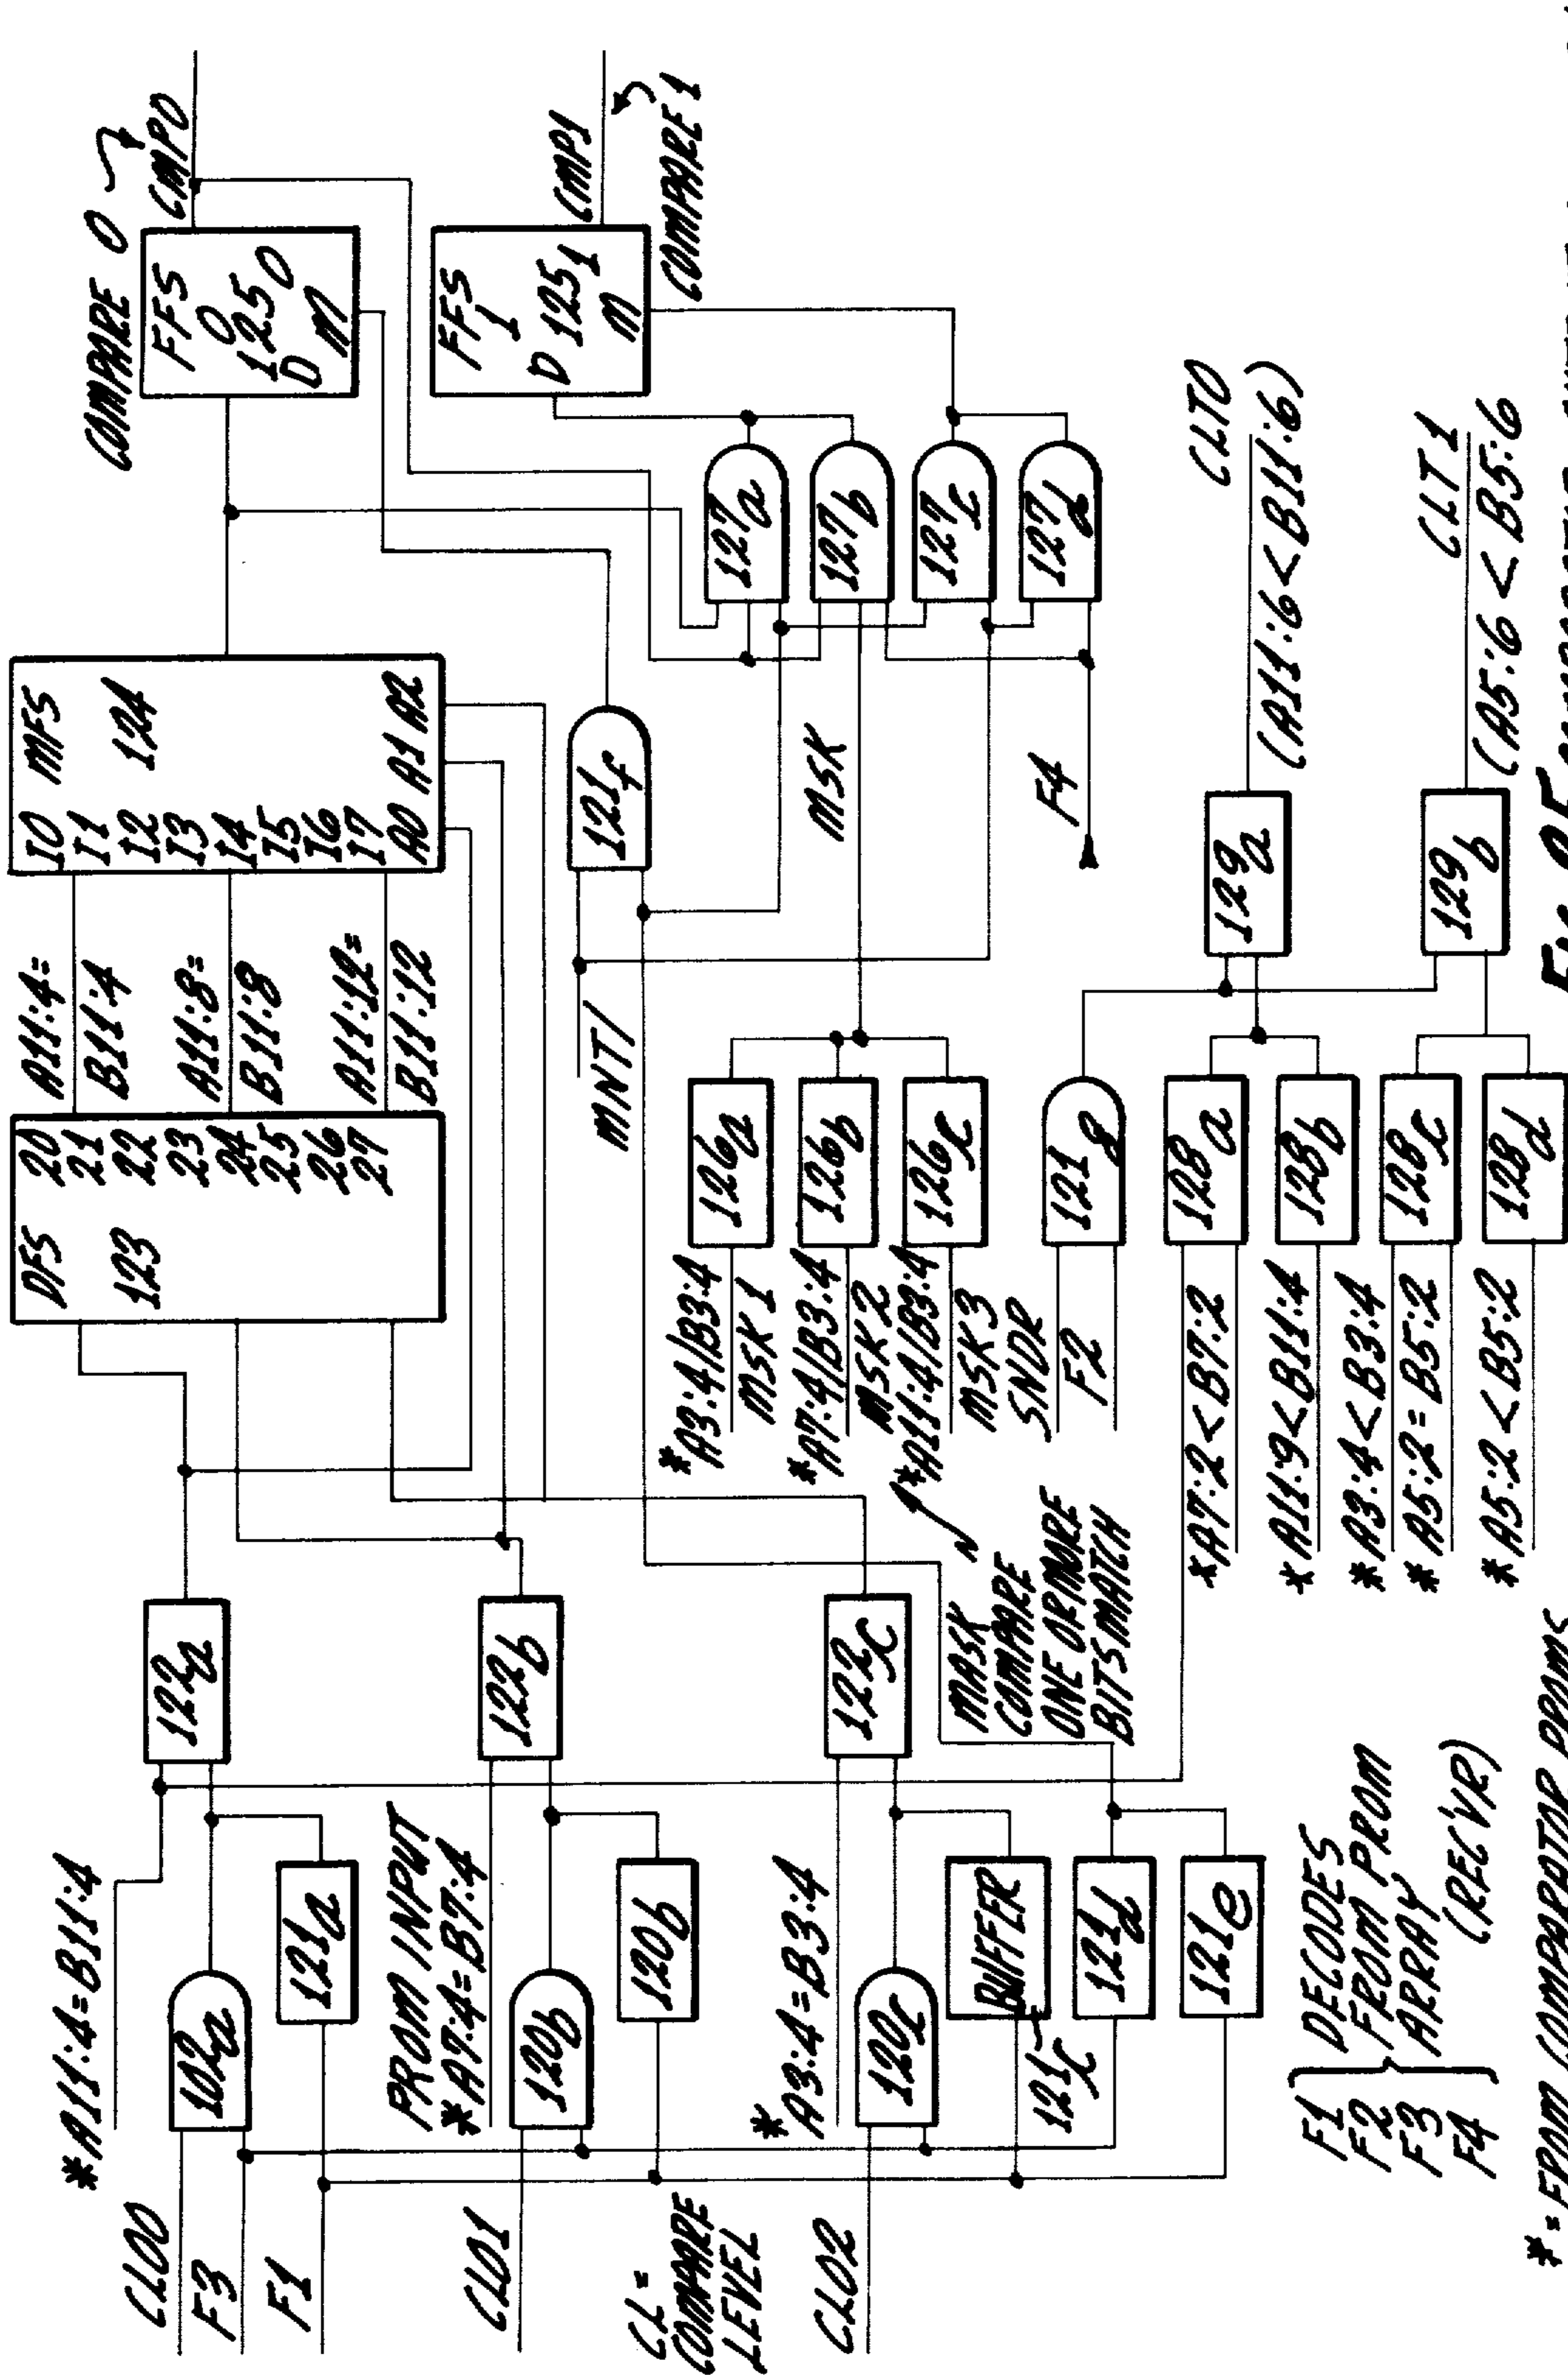 *A11:4=B11:4
CL00
F3
F1
102a
121a
122a
PROM INPUT
*A7:4=B7:4
CL01
120b
120b
122b
CL=
COMPARE
LEVEL
*A3:4=B3:4
CL02
120c
122c
BUFFER
121c
121d
121e
F1
F2
F3
F4
DECODES
FROM PROM
ARRAY
(REC'VR)
DFS
123
20
21
22
23
24
25
26
27
A11:4=
B11:4
A11:8=
B11:8
A11:12=
B11:12
I0 MFS
I1
I2
I3
I4
I5
I6
I7
124
A0 A1 A2
COMPARE 0
CMP0
FFS
0
125 0
D
M
FFS
1
D 125 1
M
CMP1
COMPARE 1
MNT/
121f
127a
127b
127c
127d
MSK
F4
*A3:4/B3:4
MSK1
126a
*A7:4/B3:4
MSK2
126b
*A11:4/B3:4
MSK3
126c
MASK
COMPARE
ONE OR MORE
BITS MATCH
SNDR
F2
121g
*A7:2<B7:2
128a
*A11:9<B11:4
128b
*A3:4<B3:4
*A5:2=B5:2
128c
*A5:2<B5:2
128d
129a
CLT0
(A11:6<B11:6)
129b
CLT1
(A5:6<B5:6
*=FROM COMPARATOR PROMS